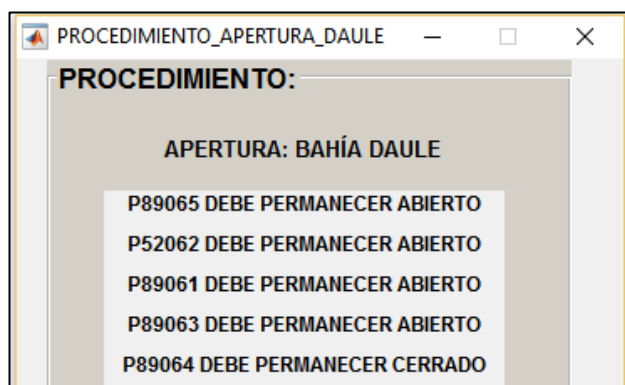 PROCEDIMIENTO_APERTURA_DAULE
PROCEDIMIENTO:
APERTURA: BAHÍA DAULE
P89065 DEBE PERMANECER ABIERTO
P52062 DEBE PERMANECER ABIERTO
P89061 DEBE PERMANECER ABIERTO
P89063 DEBE PERMANECER ABIERTO
P89064 DEBE PERMANECER CERRADO